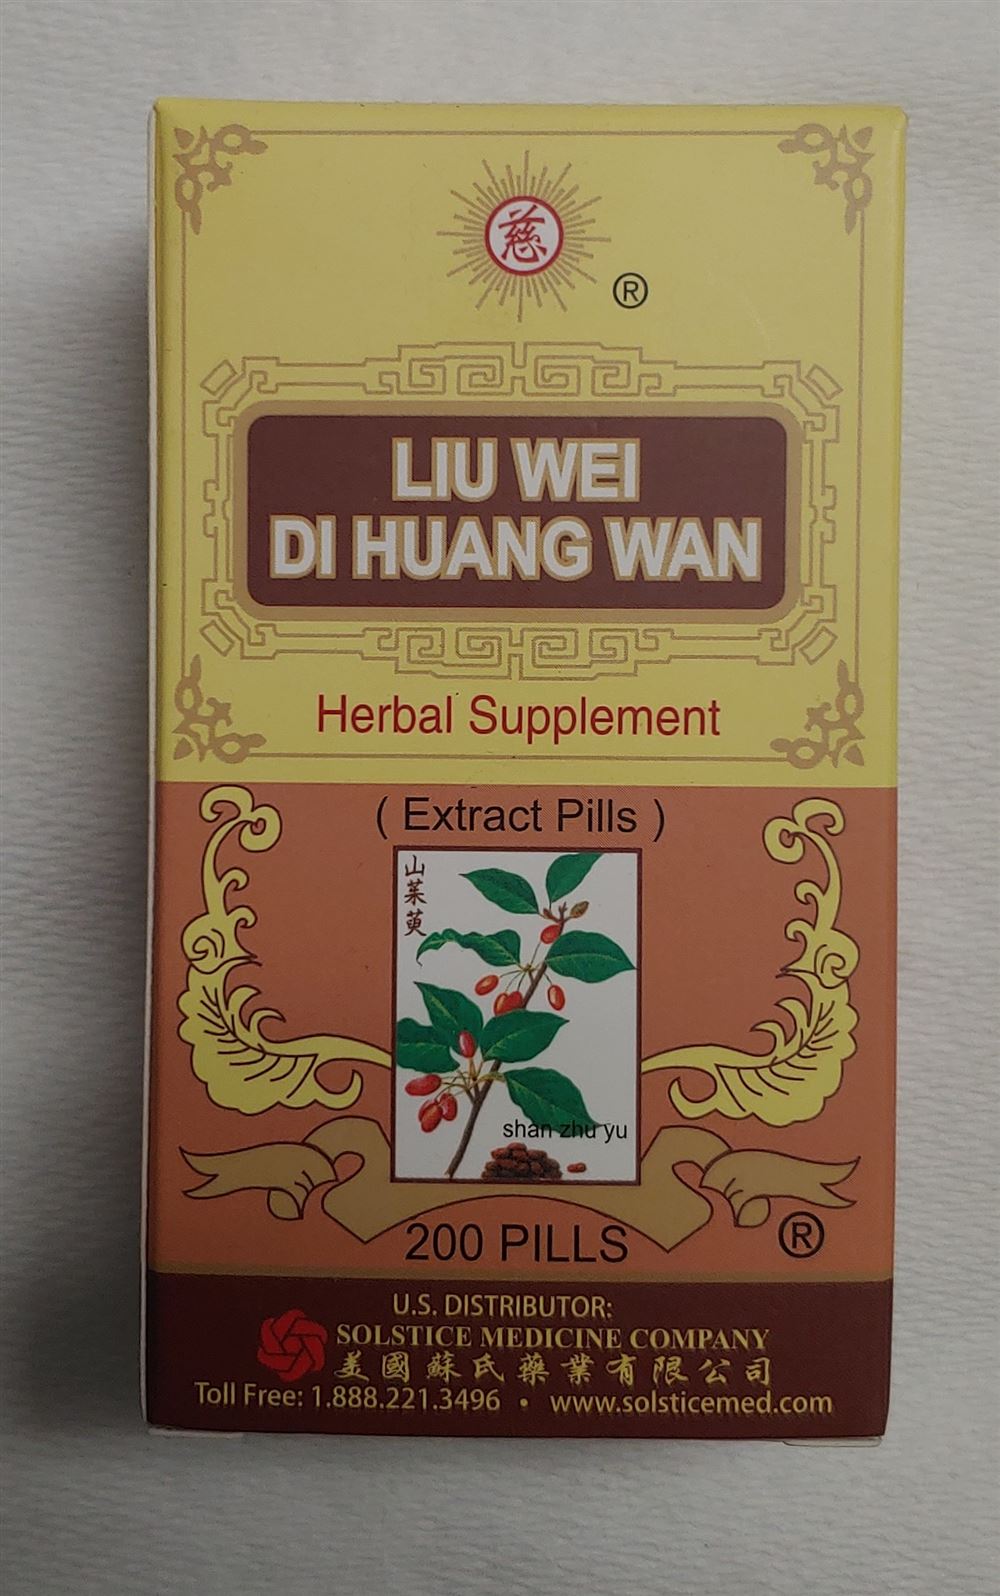 慈
®
LIU WEI
DI HUANG WAN
Herbal Supplement
( Extract Pills )
山茱萸
shan zhu yu
200 PILLS
®
U.S. DISTRIBUTOR:
SOLSTICE MEDICINE COMPANY
美國蘇氏藥業有限公司
Toll Free: 1.888.221.3496 • www.solsticemed.com